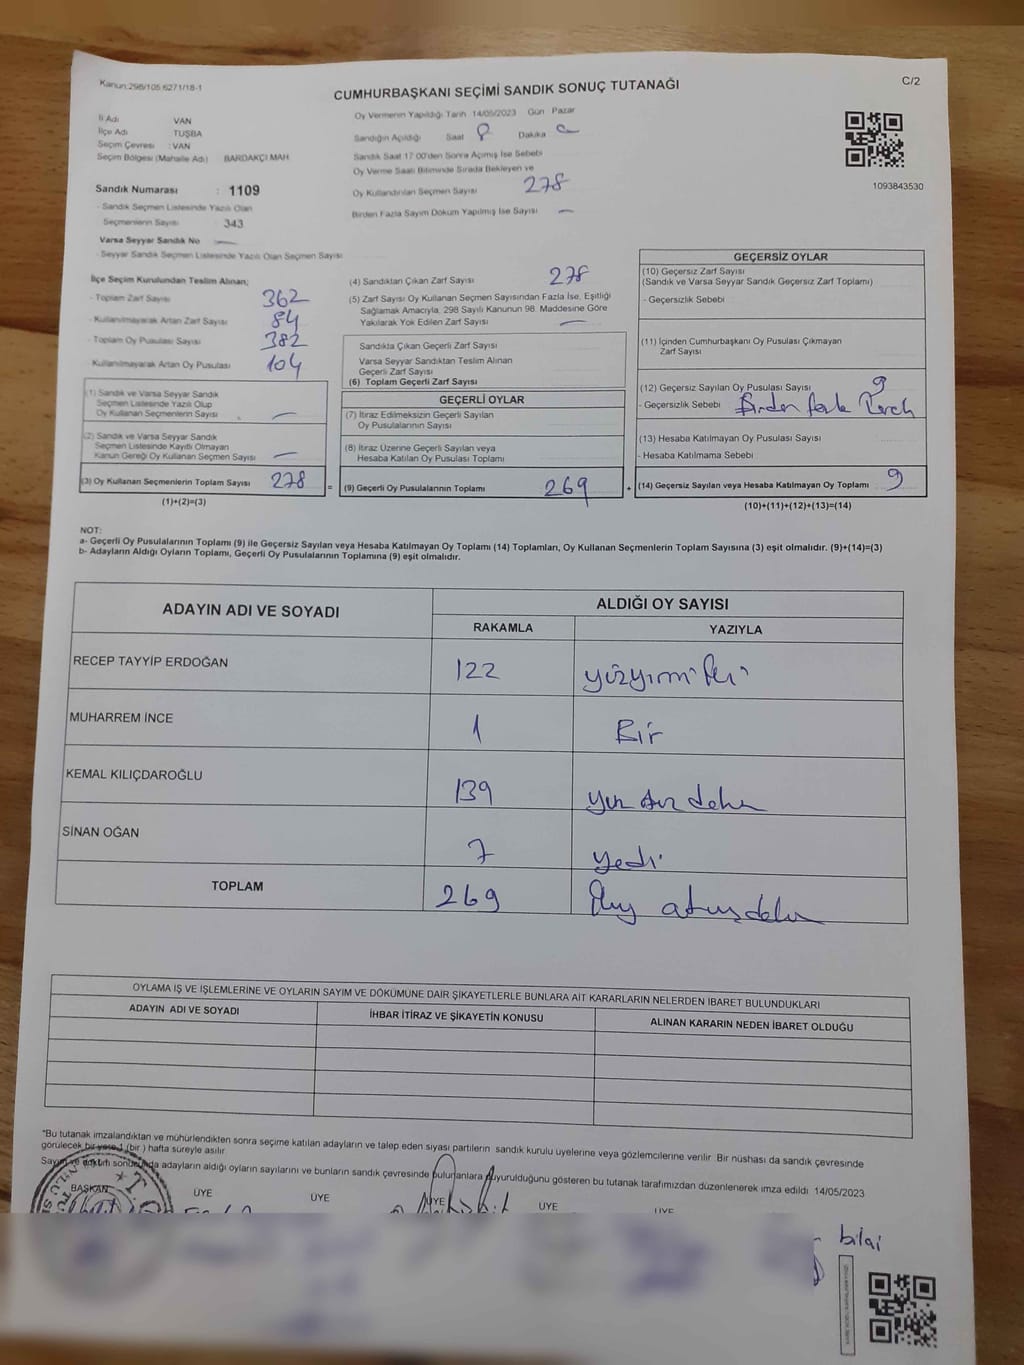 Kanun:298/105.6271/18-1
CUMHURBAŞKANI SEÇİMİ SANDIK SONUÇ TUTANAĞI
C/2
İl Adı VAN
İlçe Adı TUŞBA
Seçim Çevresi : VAN
Seçim Bölgesi (Mahalle Adı) BARDAKÇI MAH.
Sandık Numarası : 1109
- Sandık Seçmen Listesinde Yazılı Olan
Seçmenlerin Sayısı 343
Varsa Seyyar Sandık No —
- Seyyar Sandık Seçmen Listesinde Yazılı Olan Seçmen Sayısı
Oy Vermenin Yapıldığı Tarih 14/05/2023 Gün Pazar
Sandığın Açıldığı Saat 8 Dakika
Sandık Saat 17:00'den Sonra Açılmış İse Sebebi
Oy Verme Saati Bitiminde Sırada Bekleyen ve
Oy Kullandırılan Seçmen Sayısı 278
Birden Fazla Sayım Döküm Yapılmış İse Sayısı —
1093843530
İlçe Seçim Kurulundan Teslim Alınan;
- Toplam Zarf Sayısı 362
- Kullanılmayarak Artan Zarf Sayısı 84
- Toplam Oy Pusulası Sayısı 382
Kullanılmayarak Artan Oy Pusulası 104
(1) Sandık ve Varsa Seyyar Sandık
Seçmen Listesinde Yazılı Olup
Oy Kullanan Seçmenlerin Sayısı —
(2) Sandık ve Varsa Seyyar Sandık
Seçmen Listesinde Kayıtlı Olmayan
Kanun Gereği Oy Kullanan Seçmen Sayısı —
(3) Oy Kullanan Seçmenlerin Toplam Sayısı 278
(1)+(2)=(3)
(4) Sandıktan Çıkan Zarf Sayısı 278
(5) Zarf Sayısı Oy Kullanan Seçmen Sayısından Fazla İse, Eşitliği
Sağlamak Amacıyla, 298 Sayılı Kanunun 98. Maddesine Göre
Yakılarak Yok Edilen Zarf Sayısı —
Sandıkta Çıkan Geçerli Zarf Sayısı
Varsa Seyyar Sandıktan Teslim Alınan
Geçerli Zarf Sayısı
(6) Toplam Geçerli Zarf Sayısı
GEÇERLİ OYLAR
(7) İtiraz Edilmeksizin Geçerli Sayılan
Oy Pusulalarının Sayısı
(8) İtiraz Üzerine Geçerli Sayılan veya
Hesaba Katılan Oy Pusulası Toplamı
= (9) Geçerli Oy Pusulalarının Toplamı 269 +
GEÇERSİZ OYLAR
(10) Geçersiz Zarf Sayısı
(Sandık ve Varsa Seyyar Sandık Geçersiz Zarf Toplamı)
- Geçersizlik Sebebi
(11) İçinden Cumhurbaşkanı Oy Pusulası Çıkmayan
Zarf Sayısı
(12) Geçersiz Sayılan Oy Pusulası Sayısı 9
- Geçersizlik Sebebi Birden
(13) Hesaba Katılmayan Oy Pusulası Sayısı
- Hesaba Katılmama Sebebi
(14) Geçersiz Sayılan veya Hesaba Katılmayan Oy Toplamı 9
(10)+(11)+(12)+(13)=(14)
NOT:
a- Geçerli Oy Pusulalarının Toplamı (9) ile Geçersiz Sayılan veya Hesaba Katılmayan Oy Toplamı (14) Toplamları, Oy Kullanan Seçmenlerin Toplam Sayısına (3) eşit olmalıdır. (9)+(14)=(3)
b- Adayların Aldığı Oyların Toplamı, Geçerli Oy Pusulalarının Toplamına (9) eşit olmalıdır.
ADAYIN ADI VE SOYADI ALDIĞI OY SAYISI
RAKAMLA YAZIYLA
RECEP TAYYİP ERDOĞAN 122 yüzyirmi
MUHARREM İNCE 1 Bir
KEMAL KILIÇDAROĞLU 139
SİNAN OĞAN 7 yedi
TOPLAM 269
OYLAMA İŞ VE İŞLEMLERİNE VE OYLARIN SAYIM VE DÖKÜMÜNE DAİR ŞİKAYETLERLE BUNLARA AİT KARARLARIN NELERDEN İBARET BULUNDUKLARI
ADAYIN ADI VE SOYADI İHBAR İTİRAZ VE ŞİKAYETİN KONUSU ALINAN KARARIN NEDEN İBARET OLDUĞU
*Bu tutanak imzalandıktan ve mühürlendikten sonra seçime katılan adayların ve talep eden siyasi partilerin sandık kurulu üyelerine veya gözlemcilerine verilir. Bir nüshası da sandık çevresinde
görülecek bir yere 1 (bir ) hafta süreyle asılır.
Sayım ve döküm sonucunda adayların aldığı oyların sayılarını ve bunların sandık çevresinde bulunanlara duyurulduğunu gösteren bu tutanak tarafımızdan düzenlenerek imza edildi 14/05/2023
BAŞKAN ÜYE ÜYE ÜYE ÜYE ÜYE
bilgi